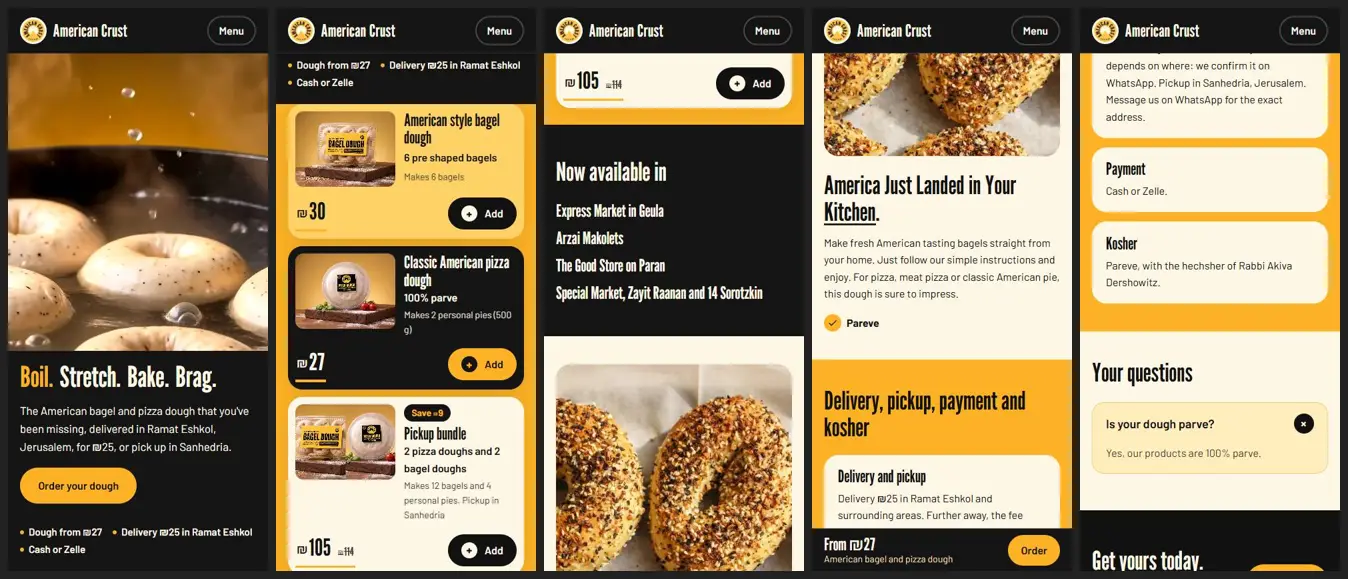 American Crust
Menu
Boil. Stretch. Bake. Brag.
The American bagel and pizza dough that you've
been missing, delivered in Ramat Eshkol,
Jerusalem, for ₪25, or pick up in Sanhedria.
Order your dough
Dough from ₪27
Delivery ₪25 in Ramat Eshkol
Cash or Zelle
American Crust
Menu
Dough from ₪27
Delivery ₪25 in Ramat Eshkol
Cash or Zelle
BAGEL DOUGH
American style bagel
dough
6 pre shaped bagels
Makes 6 bagels
₪30
Add
Classic American pizza
dough
100% parve
Makes 2 personal pies (500
g)
₪27
Add
BAGEL DOUGH
Save ₪9
Pickup bundle
2 pizza doughs and 2
bagel doughs
Makes 12 bagels and 4
personal pies. Pickup in
Sanhedria
₪105 ₪114
Add
American Crust
Menu
₪105 ₪114
Add
Now available in
Express Market in Geula
Arzai Makolets
The Good Store on Paran
Special Market, Zayit Raanan and 14 Sorotzkin
American Crust
Menu
America Just Landed in Your
Kitchen.
Make fresh American tasting bagels straight from
your home. Just follow our simple instructions and
enjoy. For pizza, meat pizza or classic American pie,
this dough is sure to impress.
Pareve
Delivery, pickup, payment and
kosher
Delivery and pickup
Delivery ₪25 in Ramat Eshkol and
surrounding areas. Further away, the fee
From ₪27
American bagel and pizza dough
Order
American Crust
Menu
depends on where: we confirm it on
WhatsApp. Pickup in Sanhedria, Jerusalem.
Message us on WhatsApp for the exact
address.
Payment
Cash or Zelle.
Kosher
Pareve, with the hechsher of Rabbi Akiva
Dershowitz.
Your questions
Is your dough parve?
Yes, our products are 100% parve.
Get yours today.